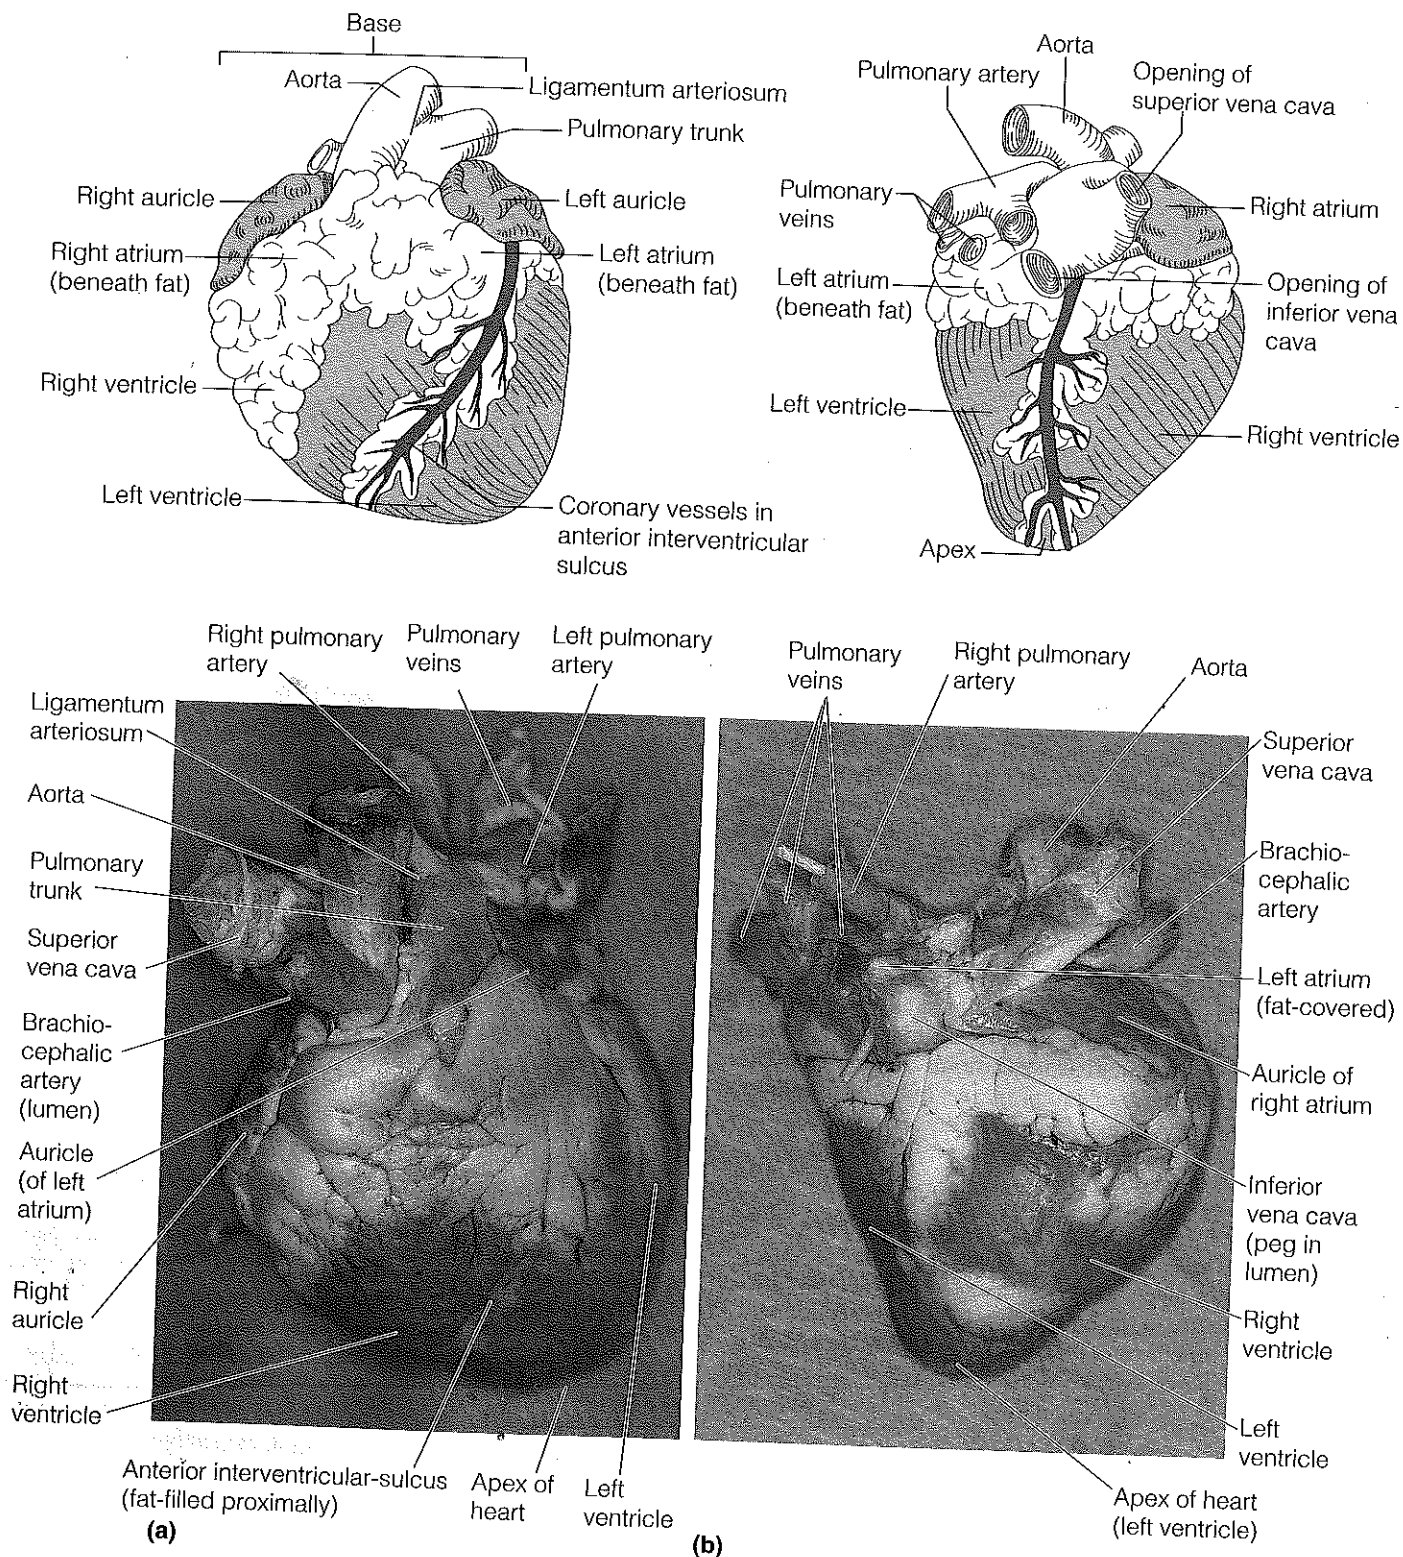 Base
Aorta
Ligamentum arteriosum
Pulmonary trunk
Right auricle
Left auricle
Right atrium
(beneath fat)
Left atrium
(beneath fat)
Right ventricle
Left ventricle
Coronary vessels in
anterior interventricular
sulcus
Aorta
Pulmonary artery
Opening of
superior vena cava
Pulmonary
veins
Right atrium
Left atrium
(beneath fat)
Opening of
inferior vena
cava
Left ventricle
Right ventricle
Apex
Right pulmonary
artery
Pulmonary
veins
Left pulmonary
artery
Ligamentum
arteriosum
Aorta
Pulmonary
trunk
Superior
vena cava
Brachio-
cephalic
artery
(lumen)
Auricle
(of left
atrium)
Right
auricle
Right
ventricle
Anterior interventricular-sulcus
(fat-filled proximally)
Apex of
heart
Left
ventricle
(a)
Pulmonary
veins
Right pulmonary
artery
Aorta
Superior
vena cava
Brachio-
cephalic
artery
Left atrium
(fat-covered)
Auricle of
right atrium
Inferior
vena cava
(peg in
lumen)
Right
ventricle
Left
ventricle
Apex of heart
(left ventricle)
(b)